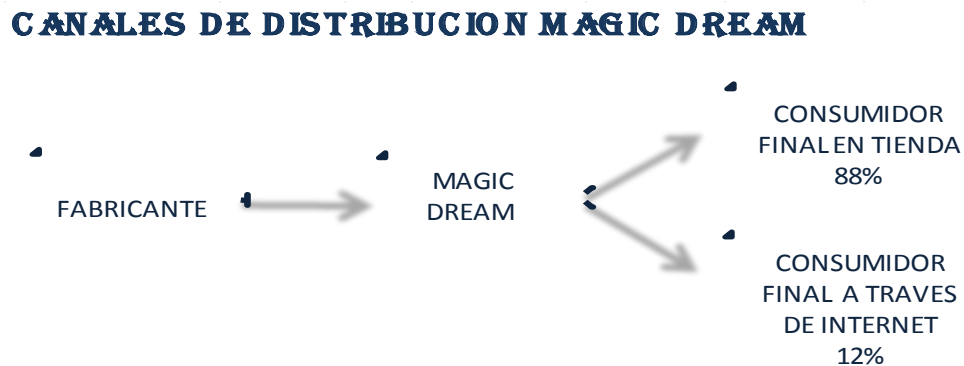 CANALES DE DISTRIBUCION MAGIC DREAM
FABRICANTE
MAGIC
DREAM
CONSUMIDOR
FINAL EN TIENDA
88%
CONSUMIDOR
FINAL A TRAVES
DE INTERNET
12%